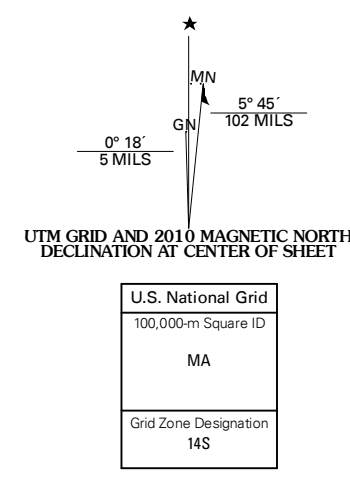 MN
5° 45´
102 MILS
GN
0° 18´
5 MILS
UTM GRID AND 2010 MAGNETIC NORTH
DECLINATION AT CENTER OF SHEET
U.S. National Grid
100,000-m Square ID
MA
Grid Zone Designation
14S